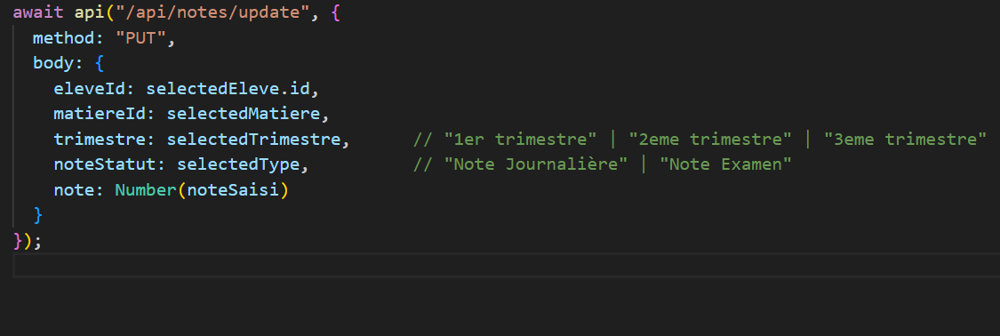 await api("/api/notes/update", {
  method: "PUT",
  body: {
    eleveId: selectedEleve.id,
    matiereId: selectedMatiere,
    trimestre: selectedTrimestre,      // "1er trimestre" | "2eme trimestre" | "3eme trimestre"
    noteStatut: selectedType,          // "Note Journalière" | "Note Examen"
    note: Number(noteSaisi)
  }
});